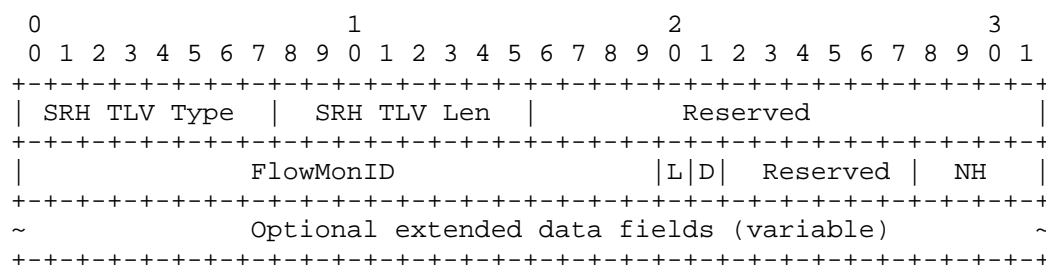 0                   1                   2                   3
 0 1 2 3 4 5 6 7 8 9 0 1 2 3 4 5 6 7 8 9 0 1 2 3 4 5 6 7 8 9 0 1
+-+-+-+-+-+-+-+-+-+-+-+-+-+-+-+-+-+-+-+-+-+-+-+-+-+-+-+-+-+-+-+-+
| SRH TLV Type  |  SRH TLV Len  |         Reserved              |
+-+-+-+-+-+-+-+-+-+-+-+-+-+-+-+-+-+-+-+-+-+-+-+-+-+-+-+-+-+-+-+-+
|              FlowMonID                |L|D|  Reserved |  NH   |
+-+-+-+-+-+-+-+-+-+-+-+-+-+-+-+-+-+-+-+-+-+-+-+-+-+-+-+-+-+-+-+-+
~              Optional extended data fields (variable)         ~
+-+-+-+-+-+-+-+-+-+-+-+-+-+-+-+-+-+-+-+-+-+-+-+-+-+-+-+-+-+-+-+-+